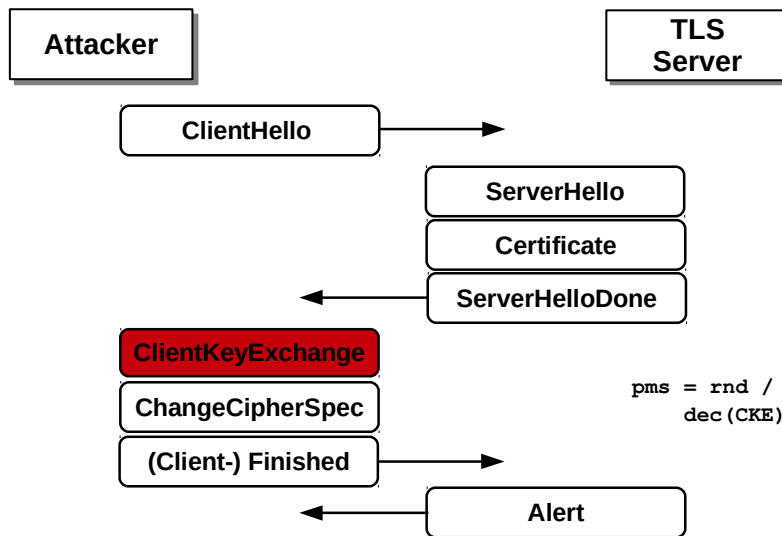 Attacker
TLS
Server
ClientHello
ServerHello
Certificate
ServerHelloDone
ClientKeyExchange
ChangeCipherSpec
pms = rnd /
dec(CKE)
(Client-) Finished
Alert